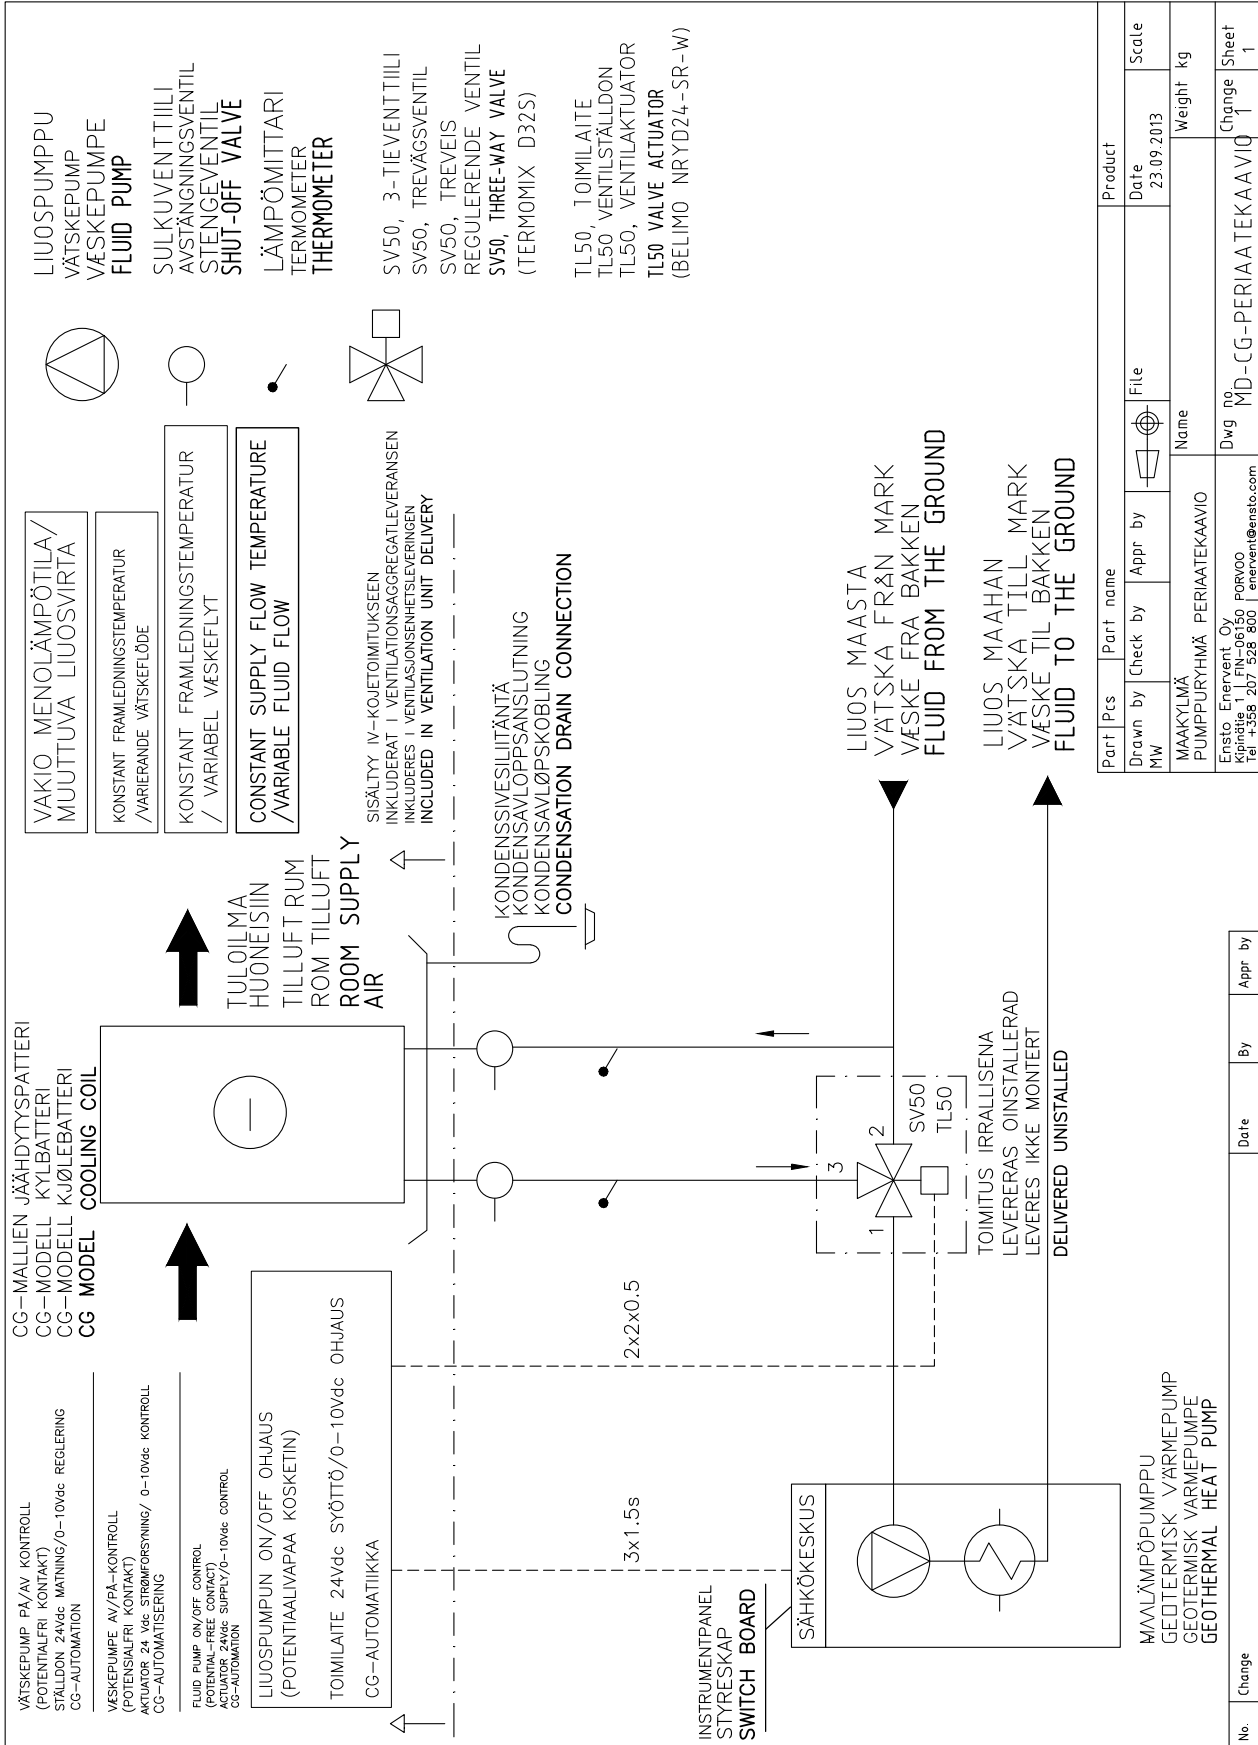 VÄTSKEPUMP PÅ/AV KONTROLL
(POTENTIALFRI KONTAKT)
STÄLLDON 24Vdc MATNING/0-10Vdc REGLERING
CG-AUTOMATION
VÆSKEPUMPE AV/PÅ-KONTROLL
(POTENSIALFRI KONTAKT)
AKTUATOR 24 Vdc STRØMFORSYNING/ 0-10Vdc KONTROLL
CG-AUTOMATISERING
FLUID PUMP ON/OFF CONTROL
(POTENTIAL-FREE CONTACT)
ACTUATOR 24Vdc SUPPLY/0-10Vdc CONTROL
CG-AUTOMATION
LIUOSPUMPUN ON/OFF OHJAUS
(POTENTIAALIVAPAA KOSKETIN)
TOIMILAITE 24Vdc SYÖTTÖ/0-10Vdc OHJAUS
CG-AUTOMATIIKKA
CG-MALLIEN JÄÄHDYTYSPATTERI
CG-MODELL KYLBATTERI
CG-MODELL KJØLEBATTERI
CG MODEL COOLING COIL
TULOILMA
HUONEISIIN
TILLUFT RUM
ROM TILLUFT
ROOM SUPPLY
AIR
VAKIO MENOLÄMPÖTILA/
MUUTTUVA LIUOSVIRTA
KONSTANT FRAMLEDNINGSTEMPERATUR
/VARIERANDE VÄTSKEFLÖDE
KONSTANT FRAMLEDNINGSTEMPERATUR
/ VARIABEL VÆSKEFLYT
CONSTANT SUPPLY FLOW TEMPERATURE
/VARIABLE FLUID FLOW
SISÄLTYY IV-KOJETOIMITUKSEEN
INKLUDERAT I VENTILATIONSAGGREGATLEVERANSEN
INKLUDERES I VENTILASJONSENHETSLEVERINGEN
INCLUDED IN VENTILATION UNIT DELIVERY
KONDENSSIVESILIITÄNTÄ
KONDENSAVLOPPSANSLUTNING
KONDENSAVLØPSKOBLING
CONDENSATION DRAIN CONNECTION
LIUOSPUMPPU
VÄTSKEPUMP
VÆSKEPUMPE
FLUID PUMP
SULKUVENTTIILI
AVSTÄNGNINGSVENTIL
STENGEVENTIL
SHUT-OFF VALVE
LÄMPÖMITTARI
TERMOMETER
THERMOMETER
SV50, 3-TIEVENTTIILI
SV50, TREVÄGSVENTIL
SV50, TREVEIS
REGULERENDE VENTIL
SV50, THREE-WAY VALVE
(TERMOMIX D32S)
TL50, TOIMILAITE
TL50 VENTILSTÄLLDON
TL50, VENTILAKTUATOR
TL50 VALVE ACTUATOR
(BELIMO NRYD24-SR-W)
3x1.5s
2x2x0.5
1
2
3
SV50
TL50
TOIMITUS IRRALLISENA
LEVERERAS OINSTALLERAD
LEVERES IKKE MONTERT
DELIVERED UNISTALLED
LIUOS MAASTA
VÄTSKA FRÅN MARK
VÆSKE FRA BAKKEN
FLUID FROM THE GROUND
LIUOS MAAHAN
VÄTSKA TILL MARK
VÆSKE TIL BAKKEN
FLUID TO THE GROUND
INSTRUMENTPANEL
STYRESKAP
SWITCH BOARD
SÄHKÖKESKUS
MAALÄMPÖPUMPPU
GEOTERMISK VÄRMEPUMP
GEOTERMISK VARMEPUMPE
GEOTHERMAL HEAT PUMP
Part Pcs Part name Product
Drawn by Check by Appr by File Date Scale
MW 23.09.2013
MAAKYLMÄ
PUMPPURYHMÄ PERIAATEKAAVIO
Name Weight kg
Ensto Enervent Oy
Kipinätie 1 | FIN-06150 PORVOO
Tel +358 207 528 800 | enervent@ensto.com
Dwg no. Change Sheet
MD-CG-PERIAATEKAAVIO 1 1
No. Change Date By Appr by